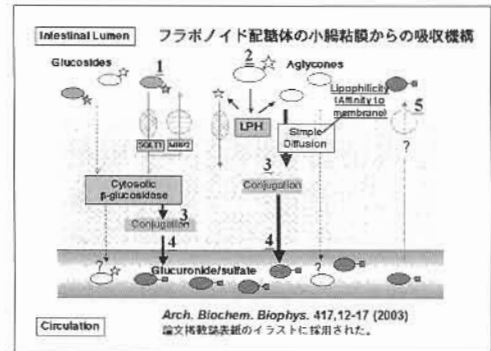 Intestinal Lumen
フラボノイド配糖体の小腸粘膜からの吸収機構
Glucosides
1
2
Aglycones
Lipophilicity
(Affinity to
membrane)
5
LPH
Simple
Diffusion
SGLT1
MRP2
?
Cytosolic
β-glucosidase
3
Conjugation
3
Conjugation
4
4
?
Glucuronide/sulfate
?
Arch. Biochem. Biophys. 417,12-17 (2003)
論文掲載誌表紙のイラストに採用された。
Circulation